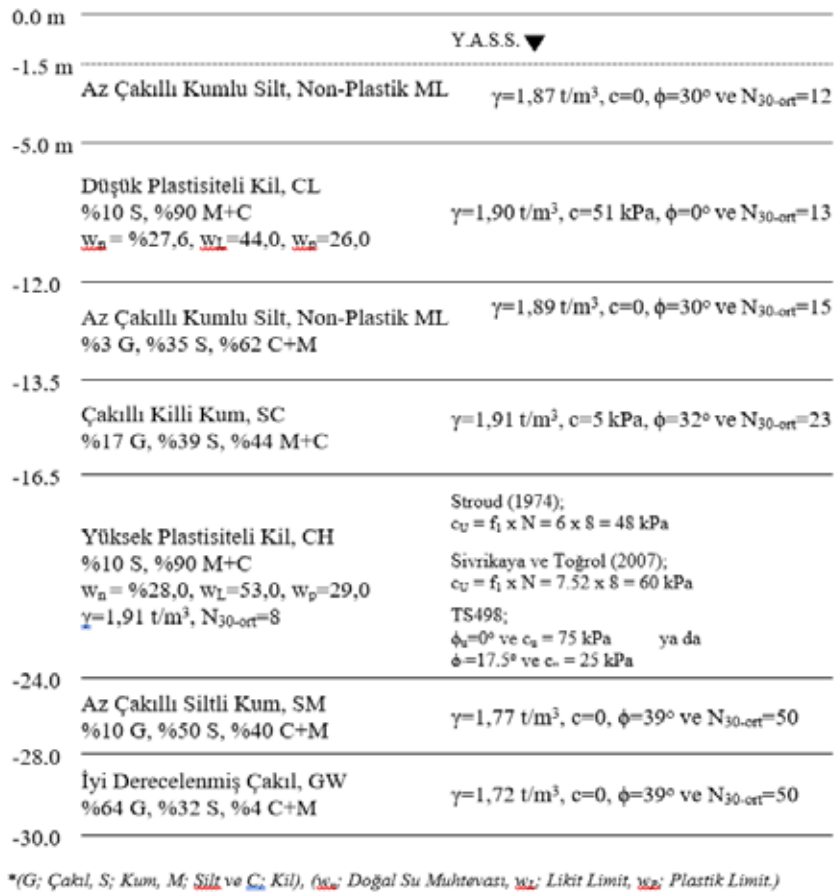 0.0 m
Y.A.S.S. ▼
-1.5 m
Az Çakıllı Kumlu Silt, Non-Plastik ML
γ=1,87 t/m³, c=0, ϕ=30° ve N30-ort=12
-5.0 m
Düşük Plastisiteli Kil, CL
%10 S, %90 M+C
wn = %27,6, wL=44,0, wp=26,0
γ=1,90 t/m³, c=51 kPa, ϕ=0° ve N30-ort=13
-12.0
Az Çakıllı Kumlu Silt, Non-Plastik ML
%3 G, %35 S, %62 C+M
γ=1,89 t/m³, c=0, ϕ=30° ve N30-ort=15
-13.5
Çakıllı Killi Kum, SC
%17 G, %39 S, %44 M+C
γ=1,91 t/m³, c=5 kPa, ϕ=32° ve N30-ort=23
-16.5
Yüksek Plastisiteli Kil, CH
%10 S, %90 M+C
wn = %28,0, wL=53,0, wp=29,0
γ=1,91 t/m³, N30-ort=8
Stroud (1974);
cU = f1 x N = 6 x 8 = 48 kPa
Sivrikaya ve Toğrol (2007);
cU = f1 x N = 7.52 x 8 = 60 kPa
TS498;
ϕu=0° ve cu = 75 kPa ya da
ϕ=17.5° ve c = 25 kPa
-24.0
Az Çakıllı Siltli Kum, SM
%10 G, %50 S, %40 C+M
γ=1,77 t/m³, c=0, ϕ=39° ve N30-ort=50
-28.0
İyi Derecelenmiş Çakıl, GW
%64 G, %32 S, %4 C+M
γ=1,72 t/m³, c=0, ϕ=39° ve N30-ort=50
-30.0
*(G; Çakıl, S; Kum, M; Silt ve C; Kil), (wn; Doğal Su Muhtevası, wL; Likit Limit, wP; Plastik Limit.)